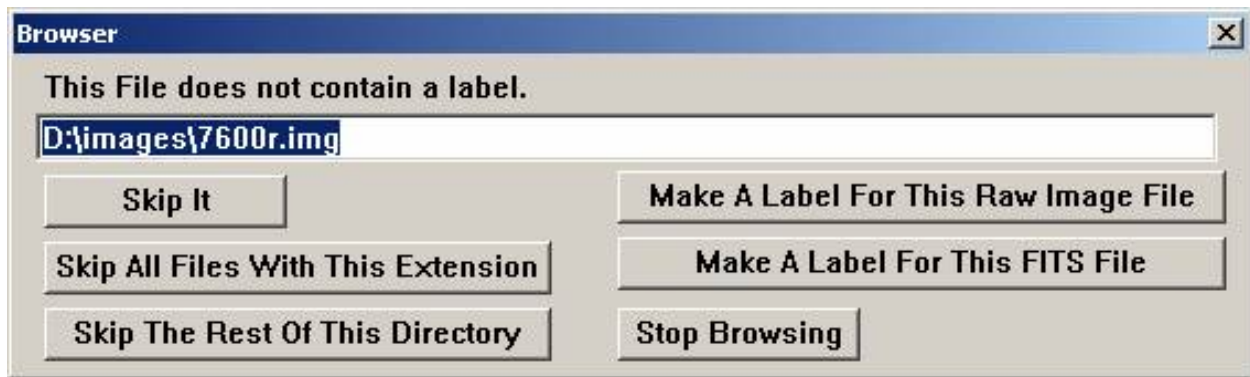 Browser
This File does not contain a label.
D:\images\7600r.img
Skip It
Make A Label For This Raw Image File
Skip All Files With This Extension
Make A Label For This FITS File
Skip The Rest Of This Directory
Stop Browsing